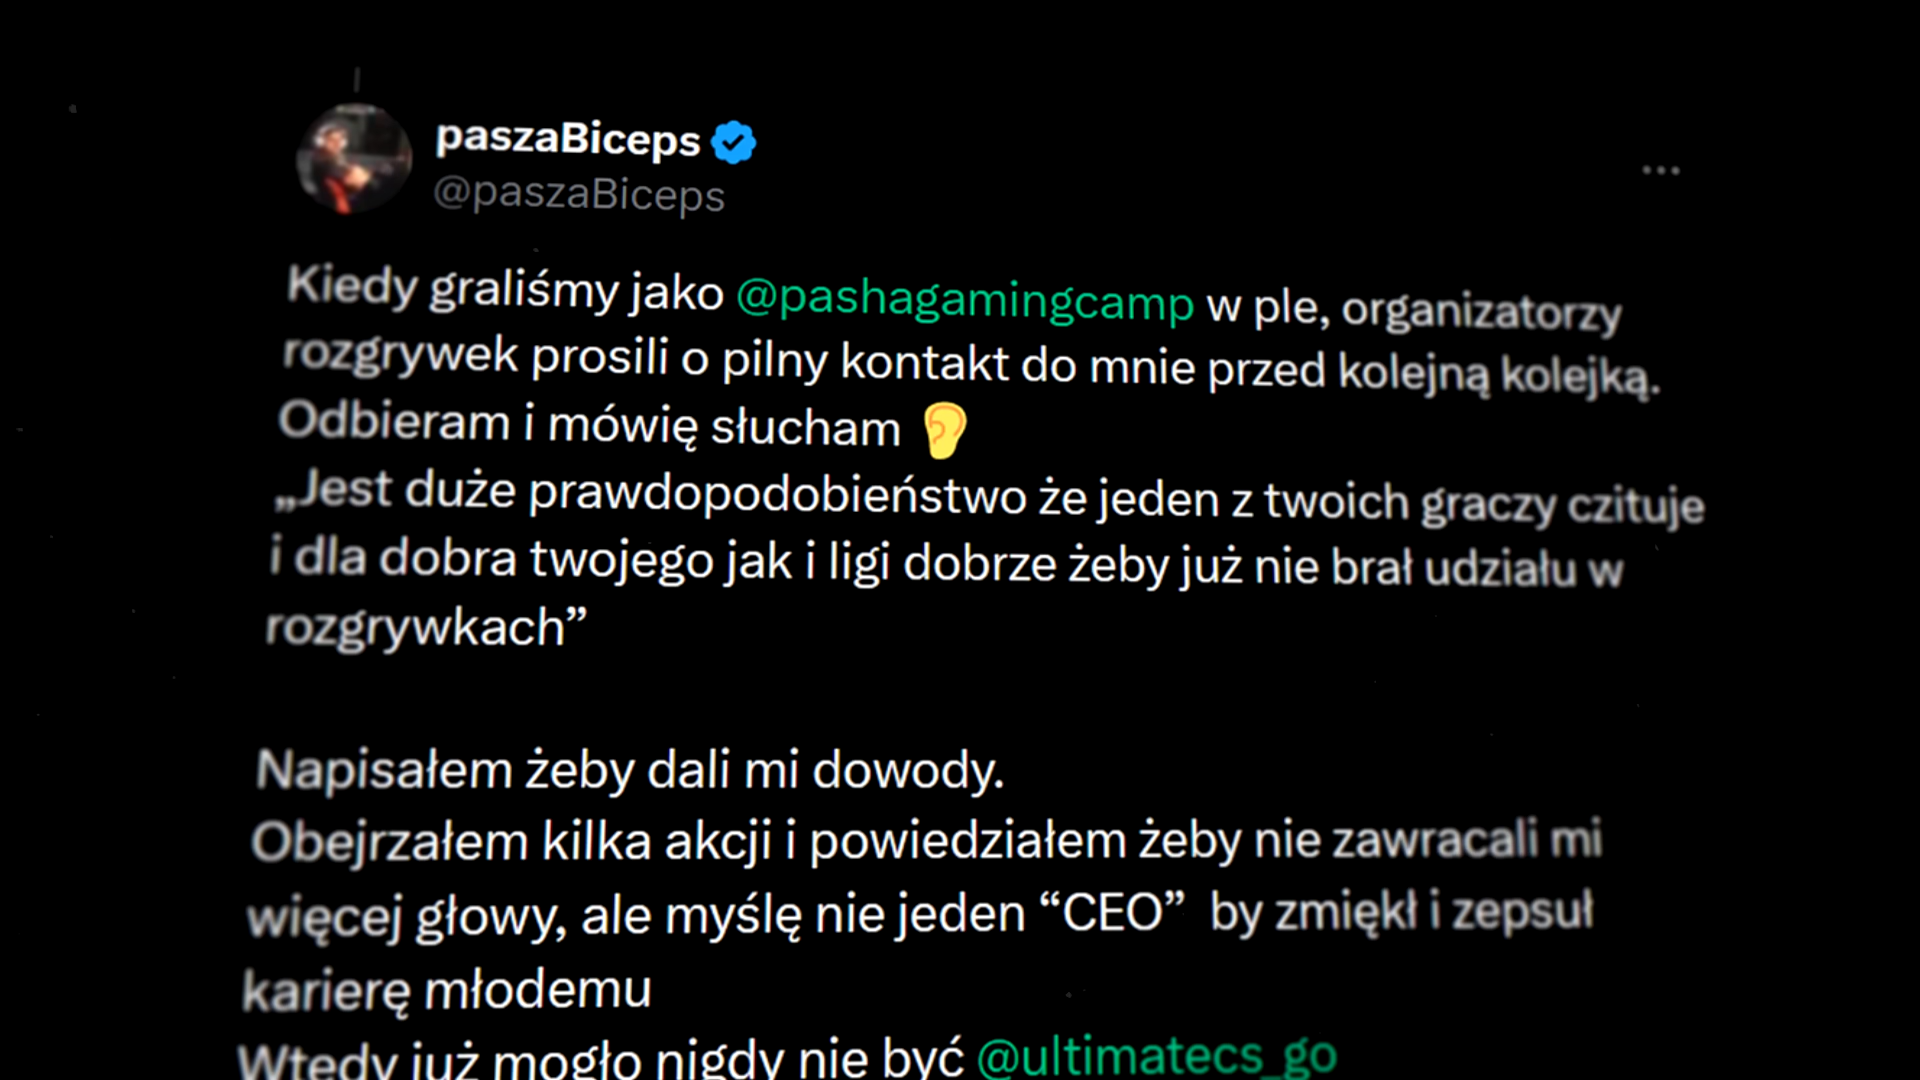 paszaBiceps
@paszaBiceps
Kiedy graliśmy jako @pashagamingcamp w ple, organizatorzy
rozgrywek prosili o pilny kontakt do mnie przed kolejną kolejką.
Odbieram i mówię słucham 👂
„Jest duże prawdopodobieństwo że jeden z twoich graczy czituje
i dla dobra twojego jak i ligi dobrze żeby już nie brał udziału w
rozgrywkach”
Napisałem żeby dali mi dowody.
Obejrzałem kilka akcji i powiedziałem żeby nie zawracali mi
więcej głowy, ale myślę nie jeden “CEO” by zmiękł i zepsuł
karierę młodemu
Wtedy już mogło nigdy nie być @ultimatecs_go